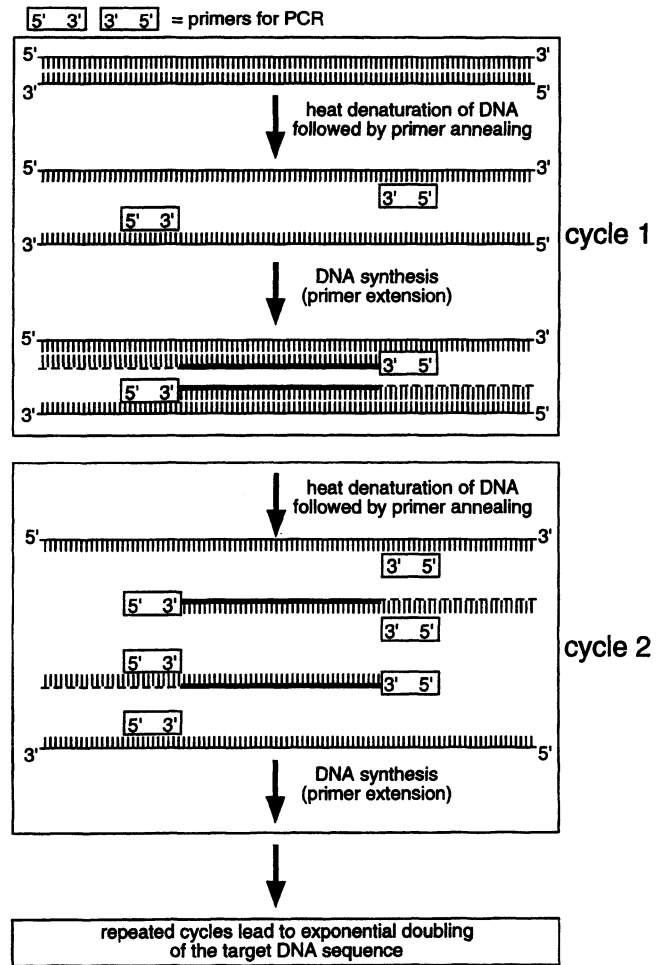 5' 3' 3' 5' = primers for PCR
5' 3'
3' 5'
heat denaturation of DNA
followed by primer annealing
5' 3'
3' 5'
5' 3'
3' 5'
cycle 1
DNA synthesis
(primer extension)
5' 3'
3' 5'
5' 3'
3' 5'
heat denaturation of DNA
followed by primer annealing
5' 3'
3' 5'
5' 3'
3' 5'
5' 3'
cycle 2
3' 5'
5' 3'
3' 5'
DNA synthesis
(primer extension)
repeated cycles lead to exponential doubling
of the target DNA sequence